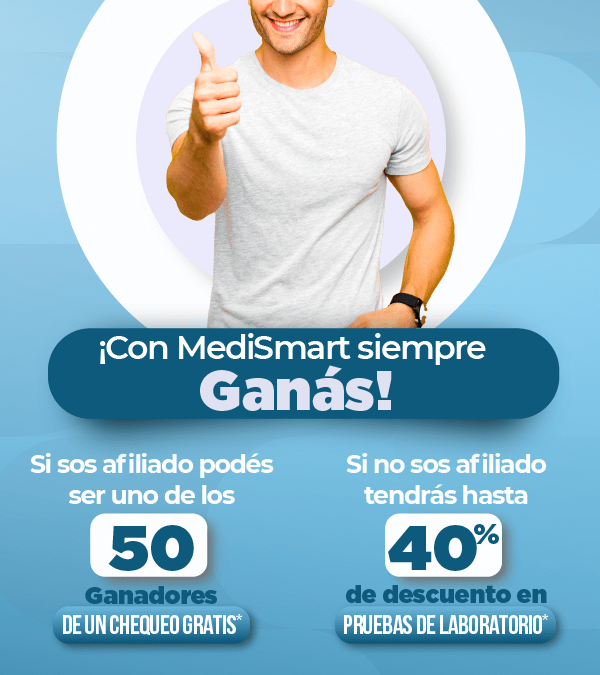 ¡Con MediSmart siempre
Ganás!
Si sos afiliado podés
ser uno de los
50
Ganadores
DE UN CHEQUEO GRATIS*
Si no sos afiliado
tendrás hasta
40%
de descuento en
PRUEBAS DE LABORATORIO*